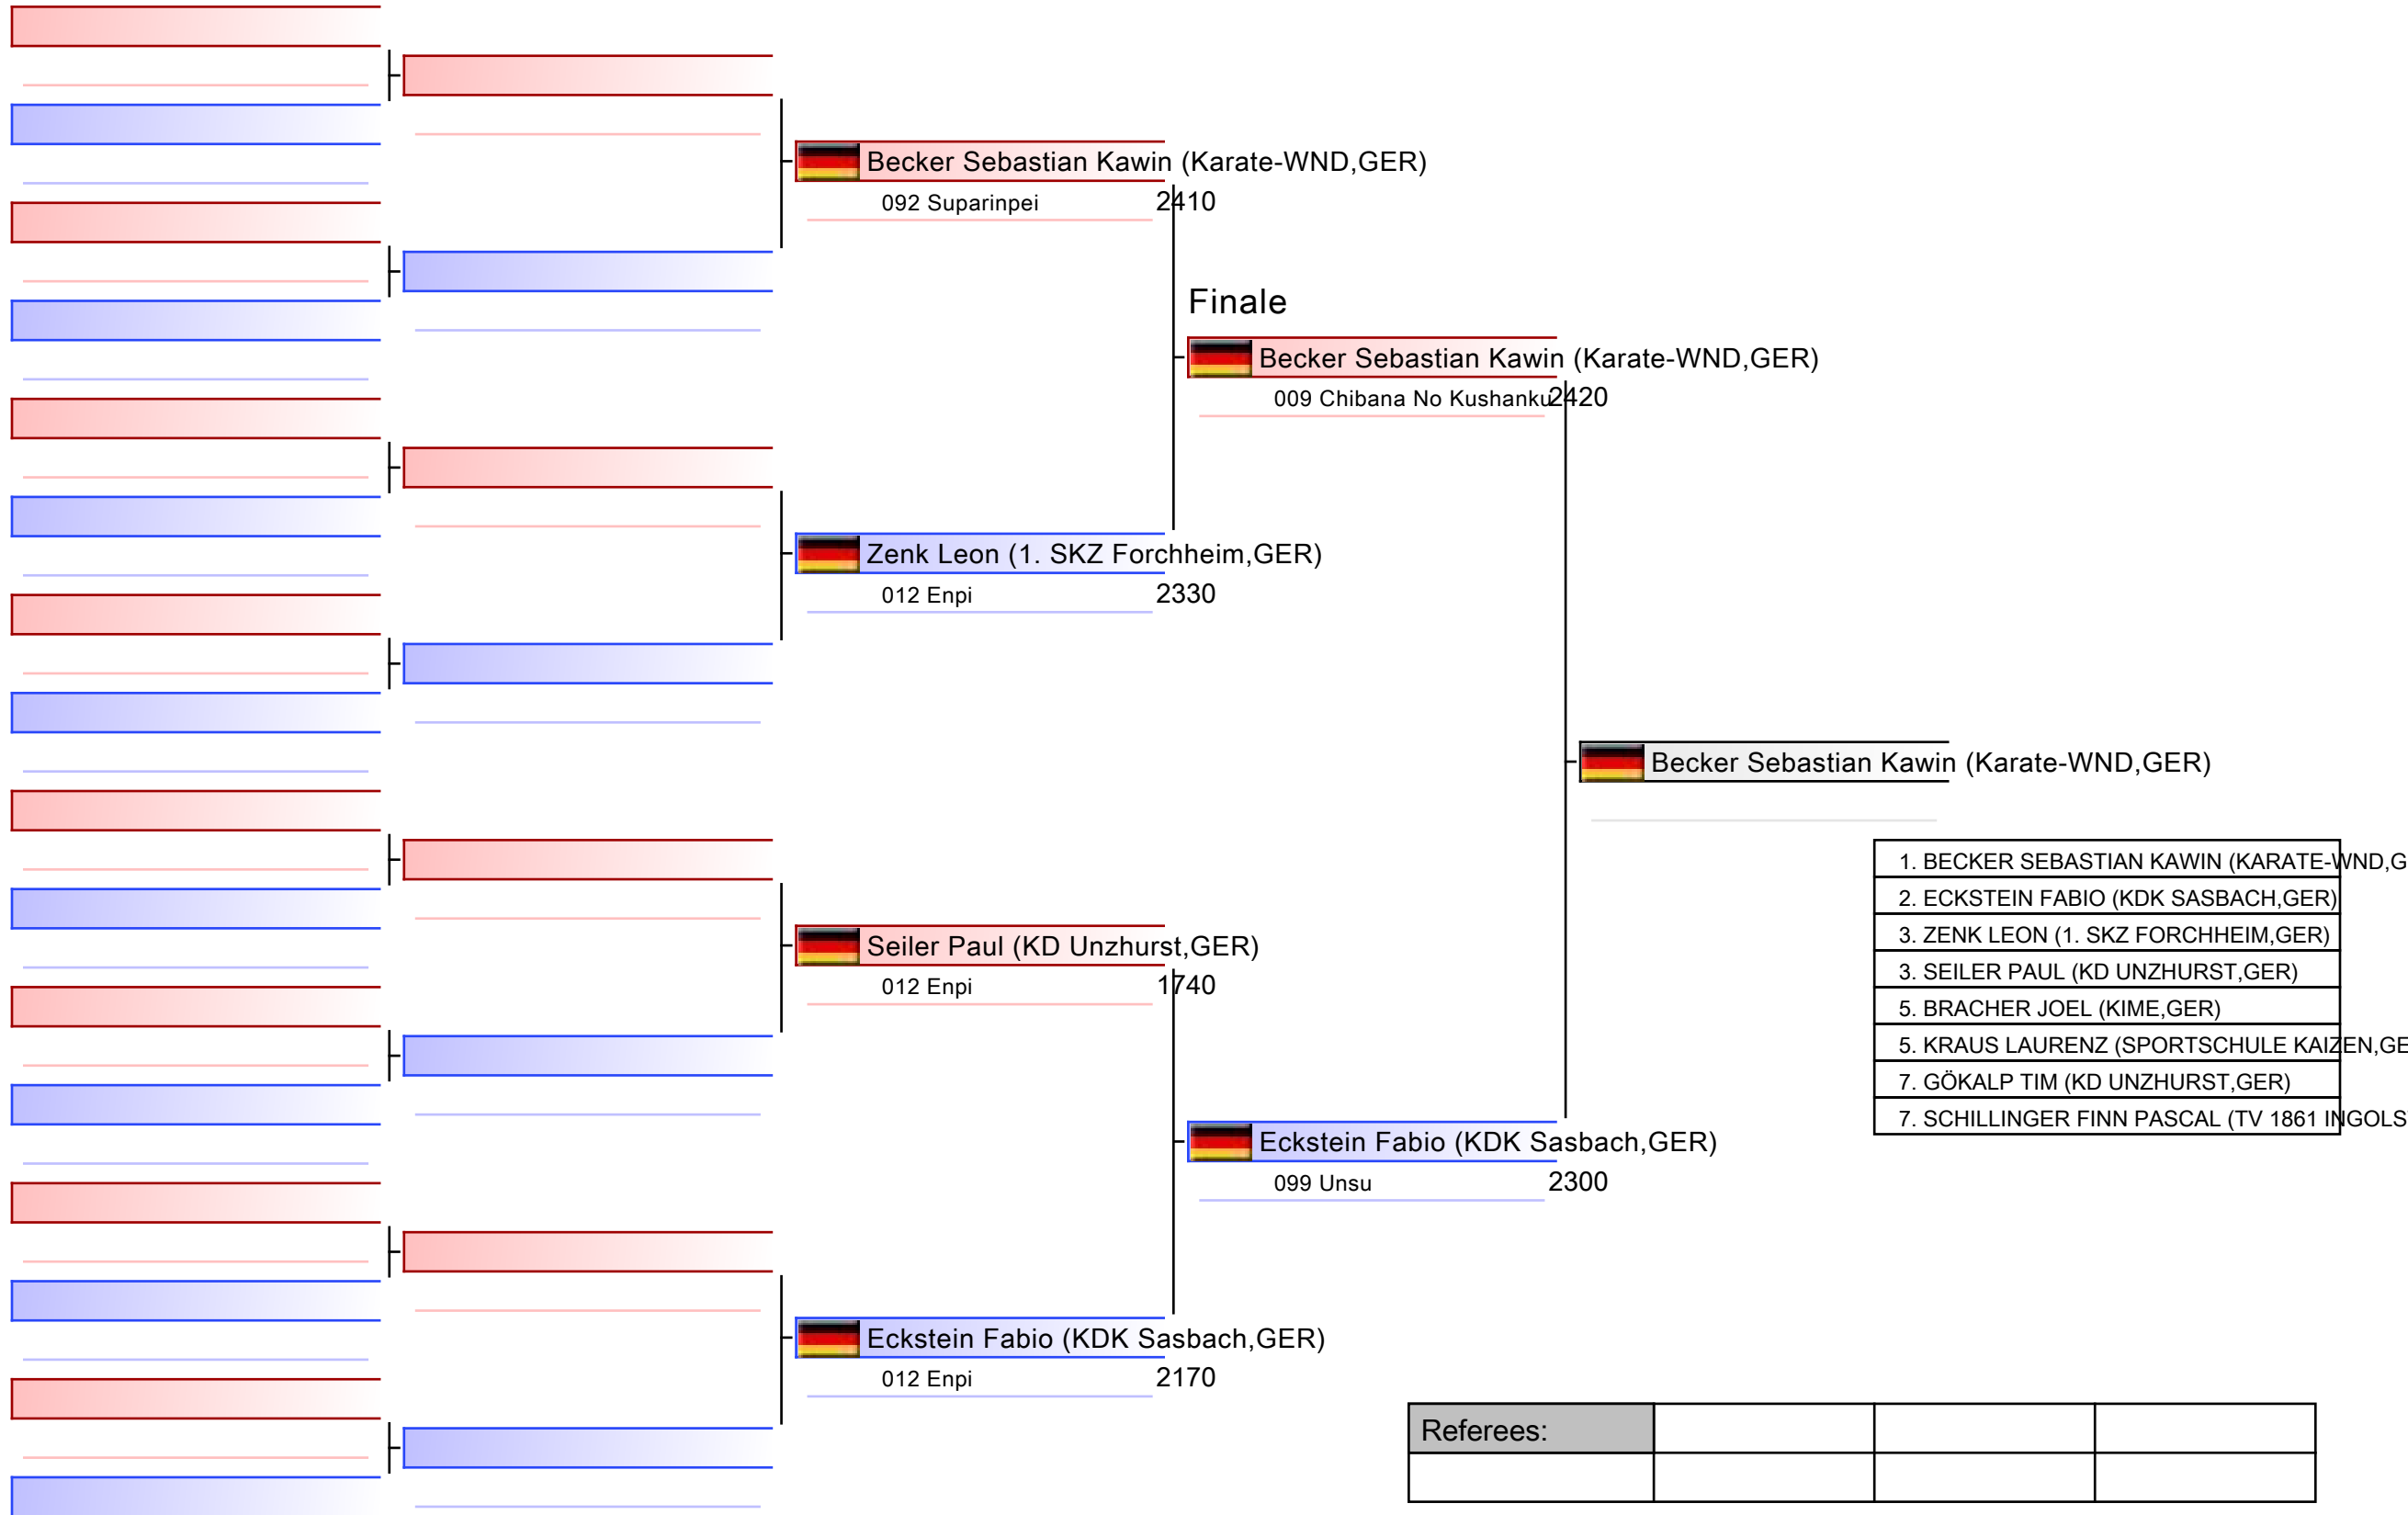 Becker Sebastian Kawin (Karate-WND,GER)
092 Suparinpei 2410
Finale
Becker Sebastian Kawin (Karate-WND,GER)
009 Chibana No Kushanku 2420
Zenk Leon (1. SKZ Forchheim,GER)
012 Enpi 2330
Becker Sebastian Kawin (Karate-WND,GER)
1. BECKER SEBASTIAN KAWIN (KARATE-WND,G
2. ECKSTEIN FABIO (KDK SASBACH,GER)
3. ZENK LEON (1. SKZ FORCHHEIM,GER)
3. SEILER PAUL (KD UNZHURST,GER)
5. BRACHER JOEL (KIME,GER)
5. KRAUS LAURENZ (SPORTSCHULE KAIZEN,GE
7. GÖKALP TIM (KD UNZHURST,GER)
7. SCHILLINGER FINN PASCAL (TV 1861 INGOLS
Seiler Paul (KD Unzhurst,GER)
012 Enpi 1740
Eckstein Fabio (KDK Sasbach,GER)
099 Unsu 2300
Eckstein Fabio (KDK Sasbach,GER)
012 Enpi 2170
Referees: